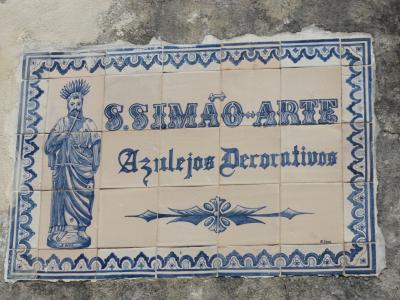 S. SIMÃO-ARTE
Azulejos Decorativos